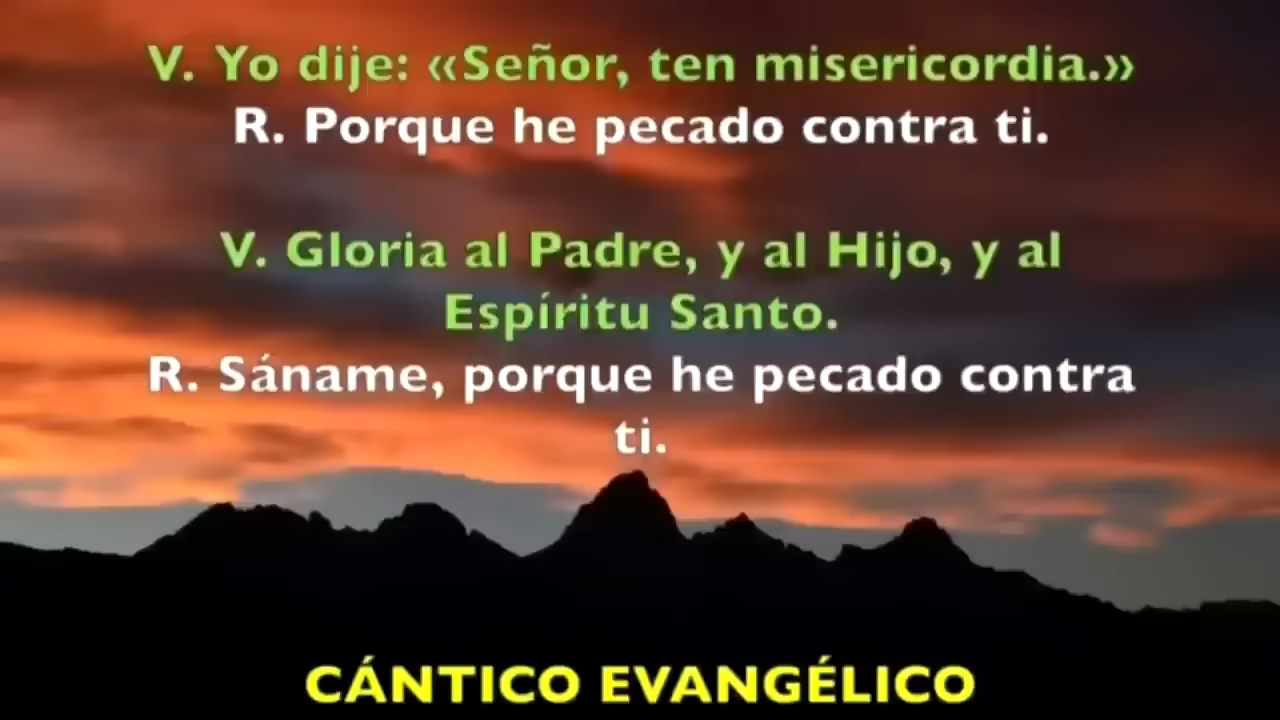 V. Yo dije: «Señor, ten misericordia.»
R. Porque he pecado contra ti.
V. Gloria al Padre, y al Hijo, y al
Espíritu Santo.
R. Sáname, porque he pecado contra
ti.
CÁNTICO EVANGÉLICO